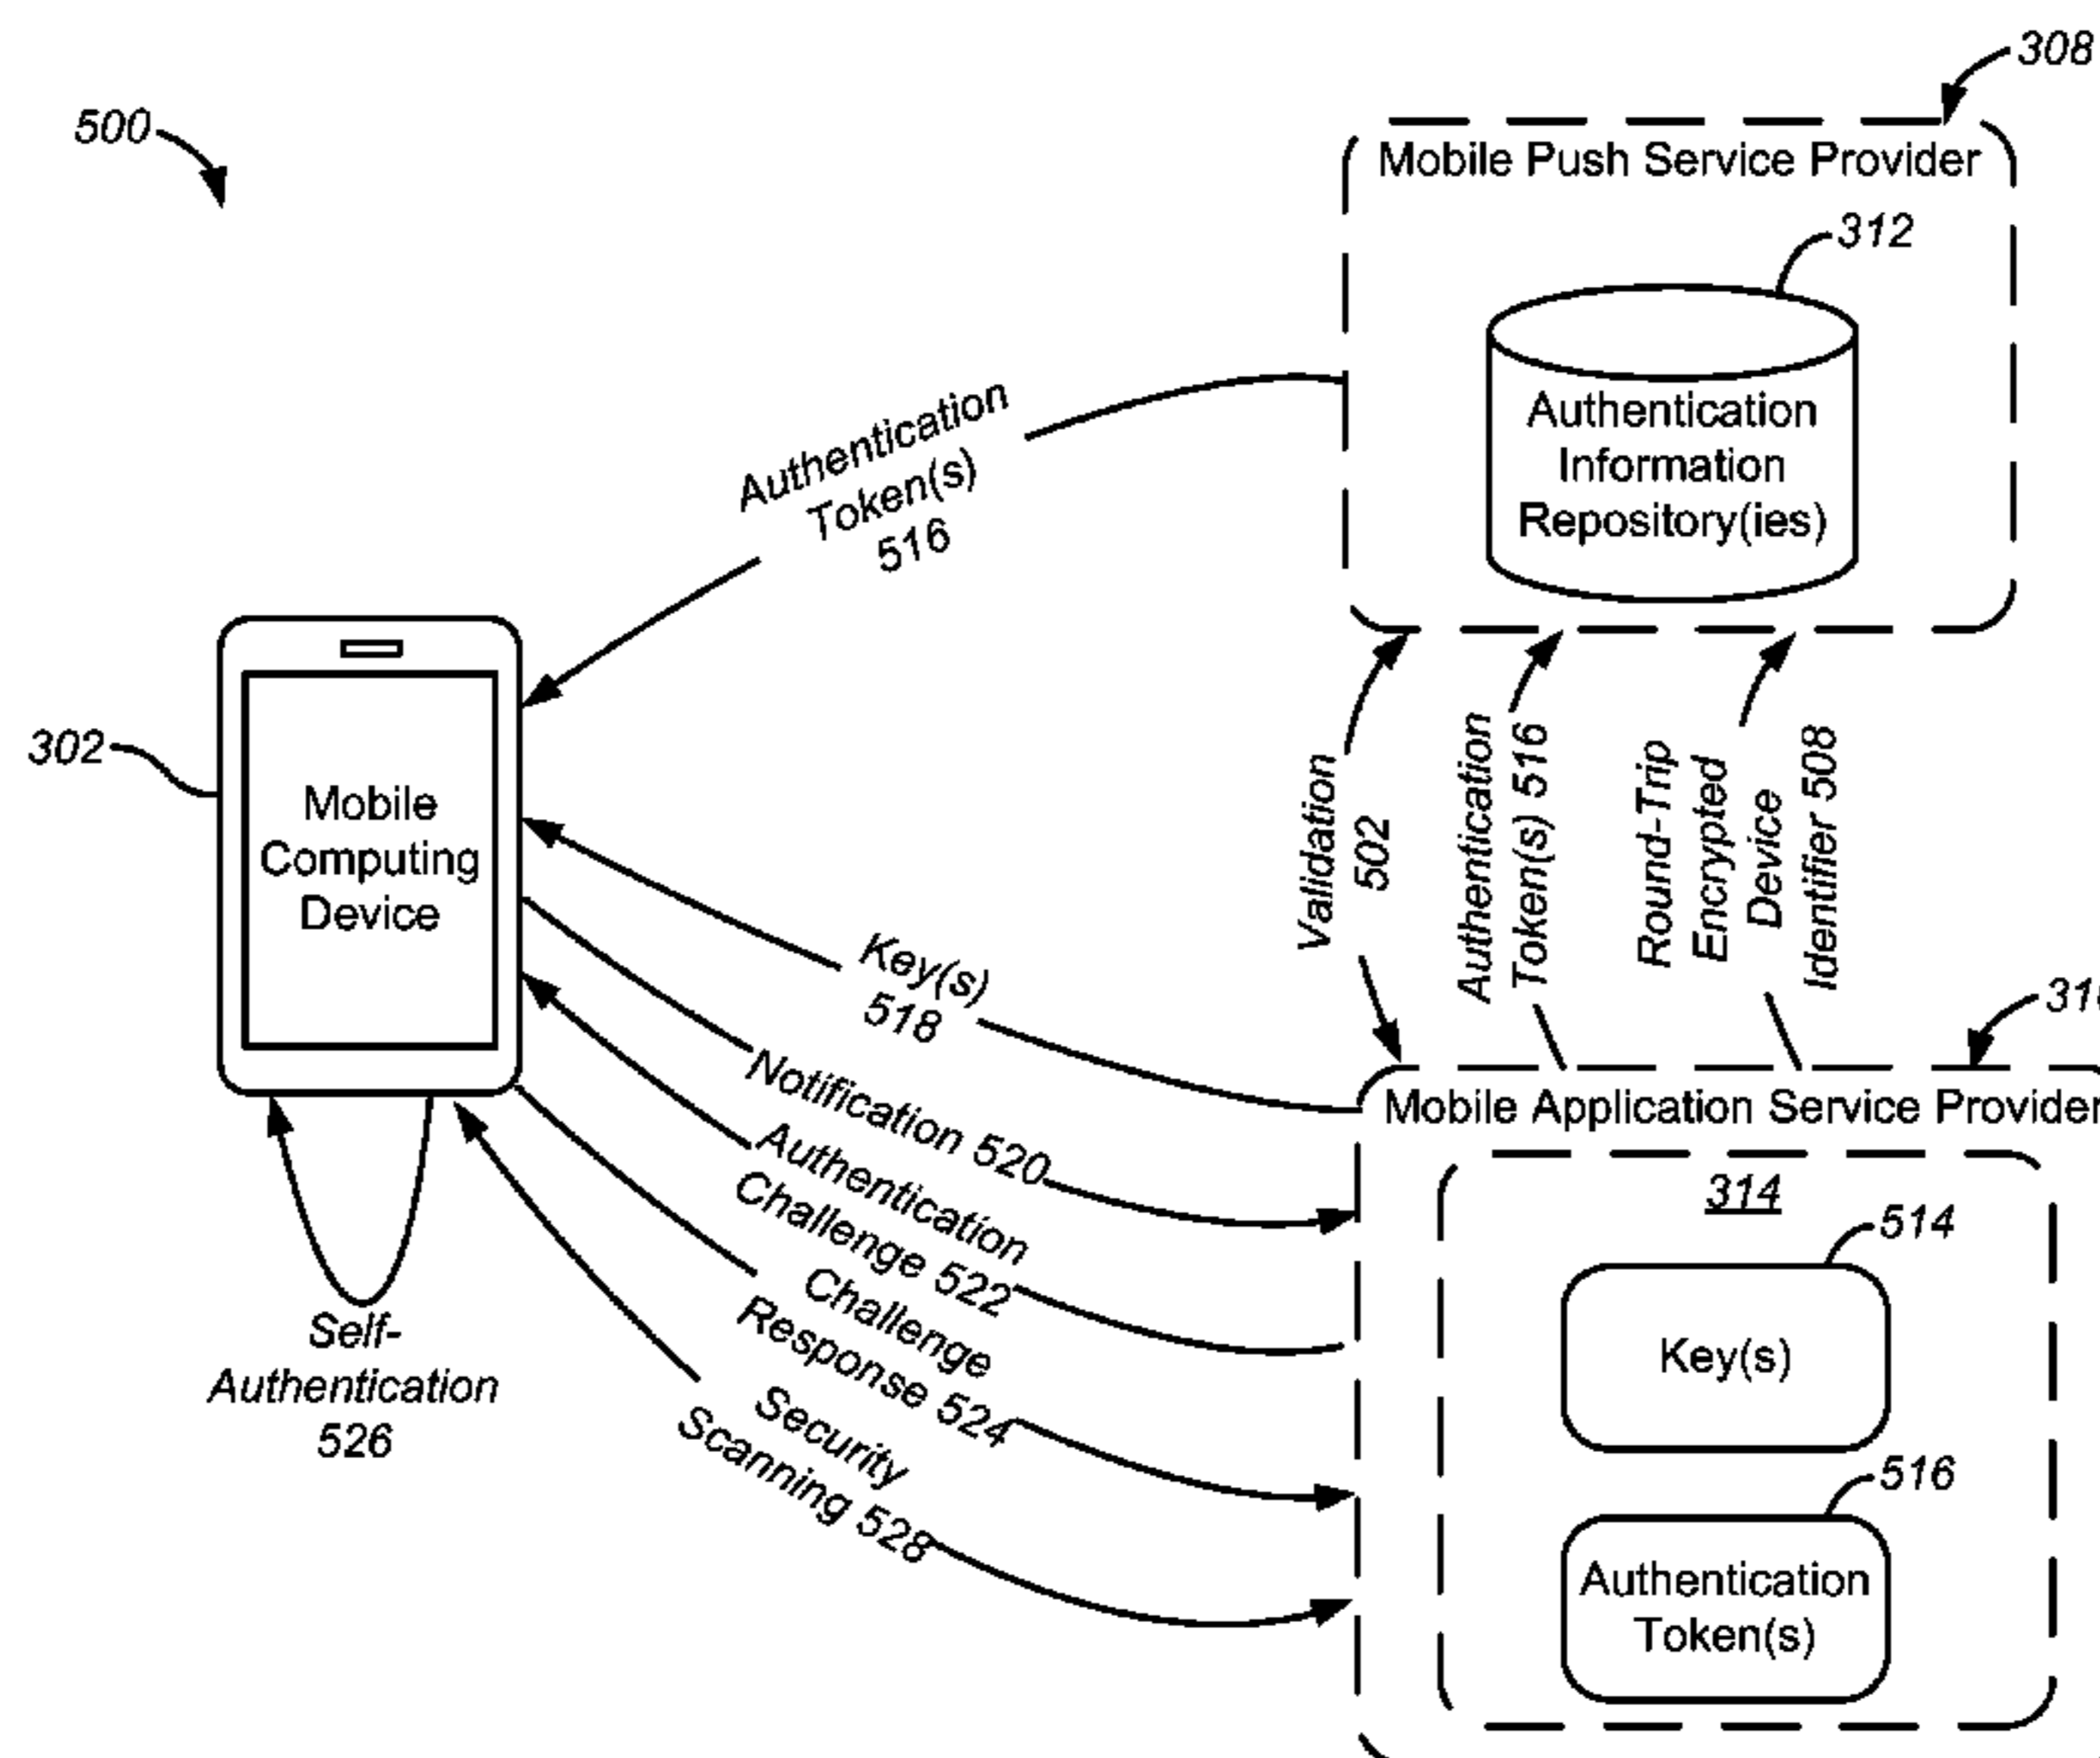 500
308
Mobile Push Service Provider
312
Authentication
Information
Repository(ies)
Authentication
Token(s)
516
302
Mobile
Computing
Device
Validation
502
Authentication
Token(s) 516
Round-Trip
Encrypted
Device
Identifier 508
Key(s)
518
Notification 520
Authentication
Challenge 522
Challenge
Response 524
Security
Scanning 528
Self-
Authentication
526
Mobile Application Service Provider
314
514
Key(s)
516
Authentication
Token(s)